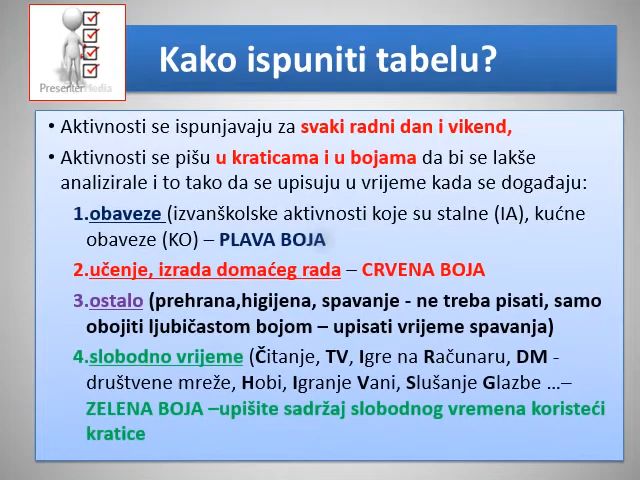 PresenterMedia
Kako ispuniti tabelu?
• Aktivnosti se ispunjavaju za svaki radni dan i vikend,
• Aktivnosti se pišu u kraticama i u bojama da bi se lakše
analizirale i to tako da se upisuju u vrijeme kada se događaju:
1.obaveze (izvanškolske aktivnosti koje su stalne (IA), kućne
obaveze (KO) – PLAVA BOJA
2.učenje, izrada domaćeg rada – CRVENA BOJA
3.ostalo (prehrana,higijena, spavanje - ne treba pisati, samo
obojiti ljubičastom bojom – upisati vrijeme spavanja)
4.slobodno vrijeme (Čitanje, TV, Igre na Računaru, DM -
društvene mreže, Hobi, Igranje Vani, Slušanje Glazbe …–
ZELENA BOJA –upišite sadržaj slobodnog vremena koristeći
kratice